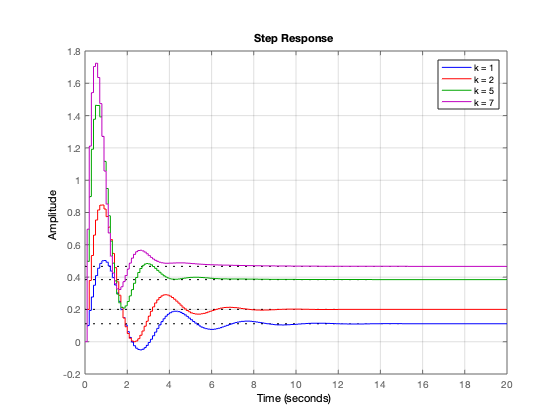 Step Response
k = 1
k = 2
k = 5
k = 7
Amplitude
1.8
1.6
1.4
1.2
1
0.8
0.6
0.4
0.2
0
-0.2
0 2 4 6 8 10 12 14 16 18 20
Time (seconds)